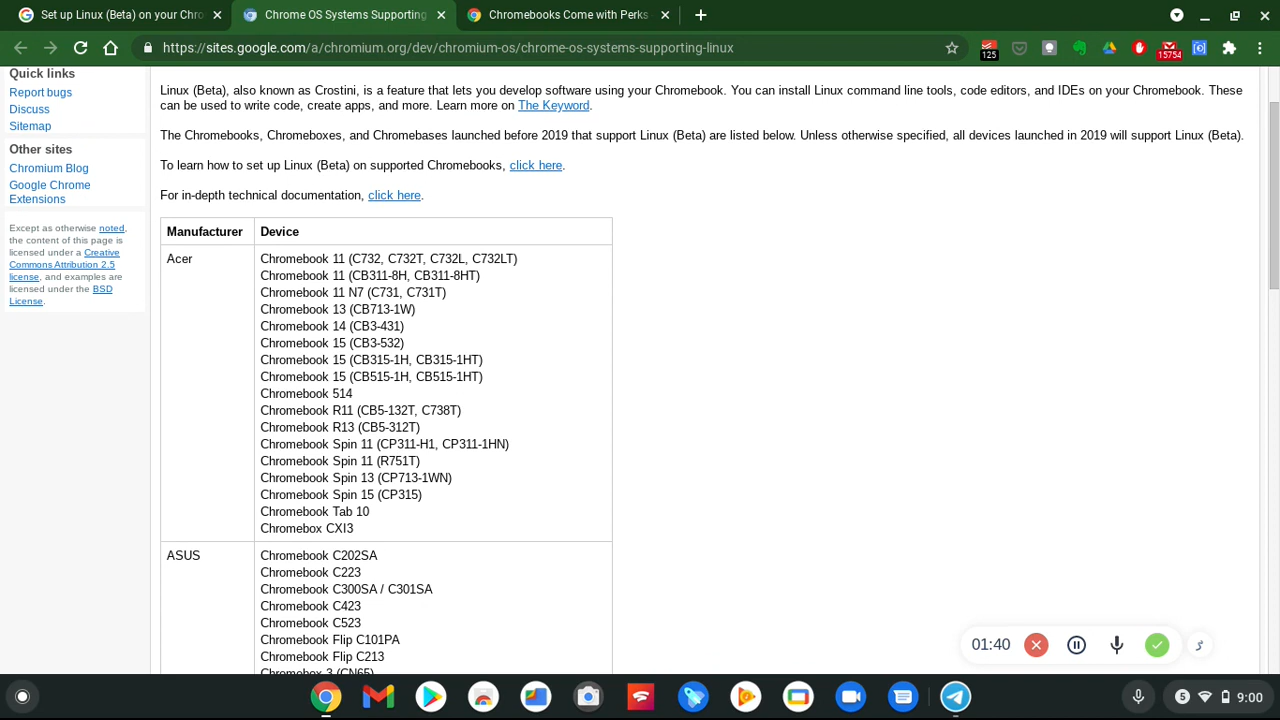 Set up Linux (Beta) on your Chro
Chrome OS Systems Supporting
Chromebooks Come with Perks
https://sites.google.com/a/chromium.org/dev/chromium-os/chrome-os-systems-supporting-linux
125
15754
Quick links
Report bugs
Discuss
Sitemap
Other sites
Chromium Blog
Google Chrome
Extensions
Except as otherwise noted,
the content of this page is
licensed under a Creative
Commons Attribution 2.5
license, and examples are
licensed under the BSD
License.
Linux (Beta), also known as Crostini, is a feature that lets you develop software using your Chromebook. You can install Linux command line tools, code editors, and IDEs on your Chromebook. These
can be used to write code, create apps, and more. Learn more on The Keyword.
The Chromebooks, Chromeboxes, and Chromebases launched before 2019 that support Linux (Beta) are listed below. Unless otherwise specified, all devices launched in 2019 will support Linux (Beta).
To learn how to set up Linux (Beta) on supported Chromebooks, click here.
For in-depth technical documentation, click here.
Manufacturer Device
Acer Chromebook 11 (C732, C732T, C732L, C732LT)
Chromebook 11 (CB311-8H, CB311-8HT)
Chromebook 11 N7 (C731, C731T)
Chromebook 13 (CB713-1W)
Chromebook 14 (CB3-431)
Chromebook 15 (CB3-532)
Chromebook 15 (CB315-1H, CB315-1HT)
Chromebook 15 (CB515-1H, CB515-1HT)
Chromebook 514
Chromebook R11 (CB5-132T, C738T)
Chromebook R13 (CB5-312T)
Chromebook Spin 11 (CP311-H1, CP311-1HN)
Chromebook Spin 11 (R751T)
Chromebook Spin 13 (CP713-1WN)
Chromebook Spin 15 (CP315)
Chromebook Tab 10
Chromebox CXI3
ASUS Chromebook C202SA
Chromebook C223
Chromebook C300SA / C301SA
Chromebook C423
Chromebook C523
Chromebook Flip C101PA
Chromebook Flip C213
Chromebox 3 (CN65)
01:40
5 9:00